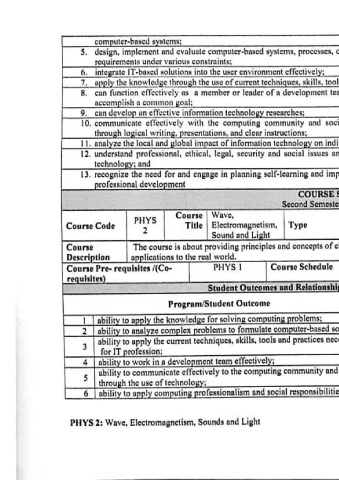 computer-based systems;
5. design, implement and evaluate computer-based systems, processes, c
requirements under various constraints;
6. integrate IT-based solutions into the user environment effectively;
7. apply the knowledge through the use of current techniques, skills, tool
8. can function effectively as a member or leader of a development tea
accomplish a common goal;
9. can develop an effective information technology researches;
10. communicate effectively with the computing community and soci
through logical writing, presentations, and clear instructions;
11. analyze the local and global impact of information technology on indi
12. understand professional, ethical, legal, security and social issues an
technology; and
13. recognize the need for and engage in planning self-learning and imp
professional development
COURSE S
Second Semeste
Course Code PHYS 2 Course Title Wave, Electromagnetism, Sound and Light Type
Course Description The course is about providing principles and concepts of el
applications to the real world.
Course Pre- requisites /(Co-requisites) PHYS 1 Course Schedule
Student Outcomes and Relationship
Program/Student Outcome
1 ability to apply the knowledge for solving computing problems;
2 ability to analyze complex problems to formulate computer-based so
3 ability to apply the current techniques, skills, tools and practices nec
for IT profession;
4 ability to work in a development team effectively;
5 ability to communicate effectively to the computing community and
through the use of technology;
6 ability to apply computing professionalism and social responsibilitie
PHYS 2: Wave, Electromagnetism, Sounds and Light